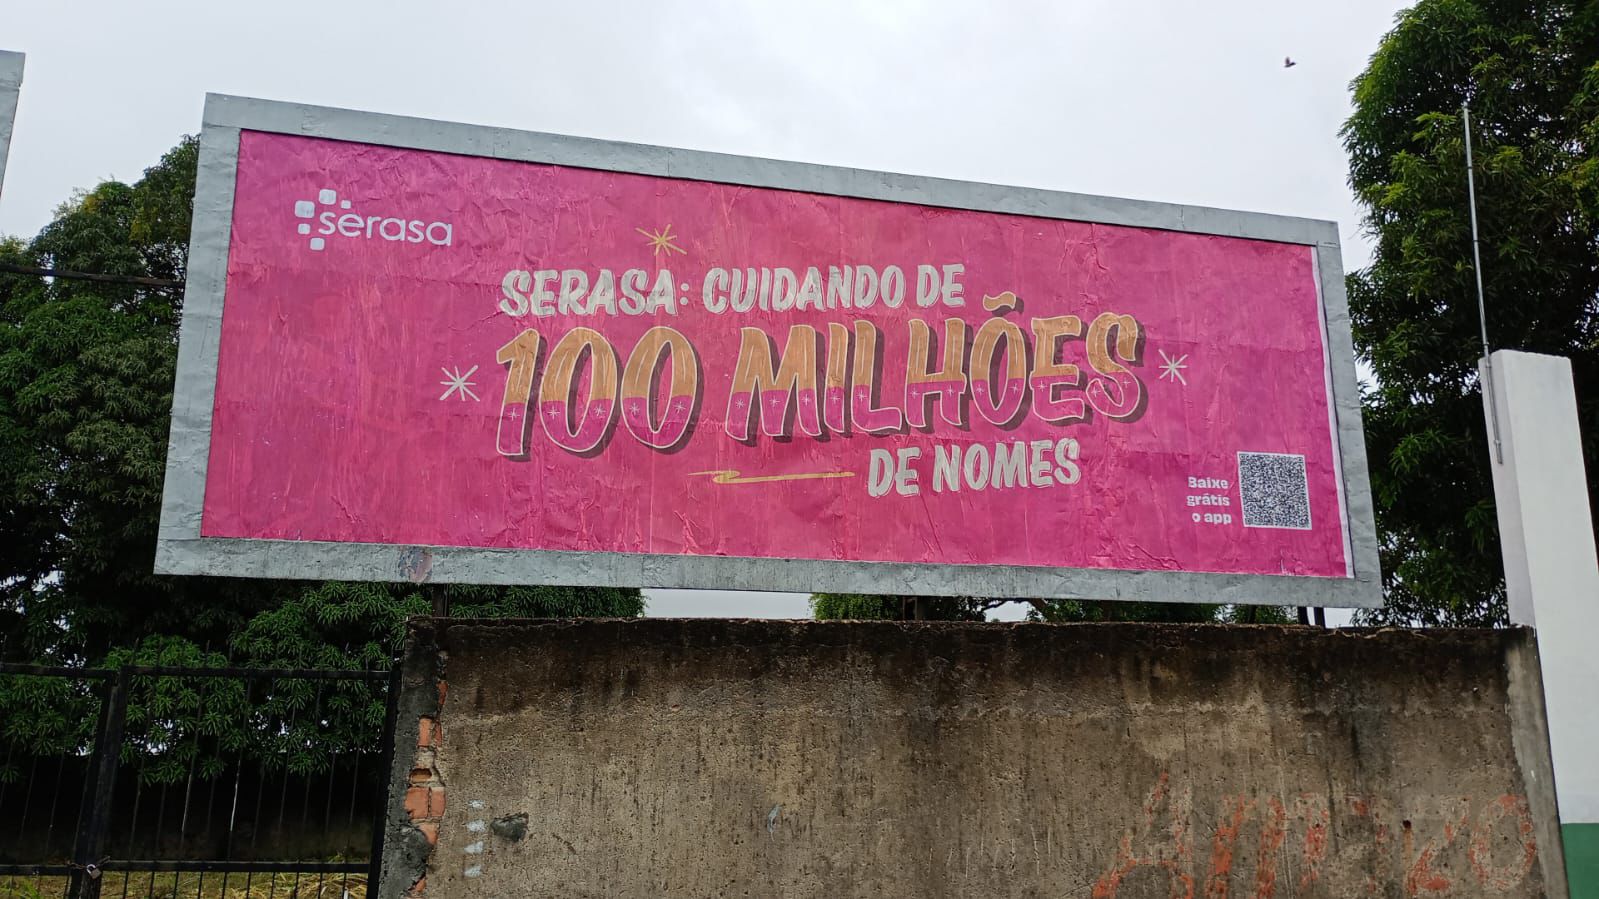 serasa
SERASA: CUIDANDO DE
100 MILHÕES
DE NOMES
Baixe
grátis
o app